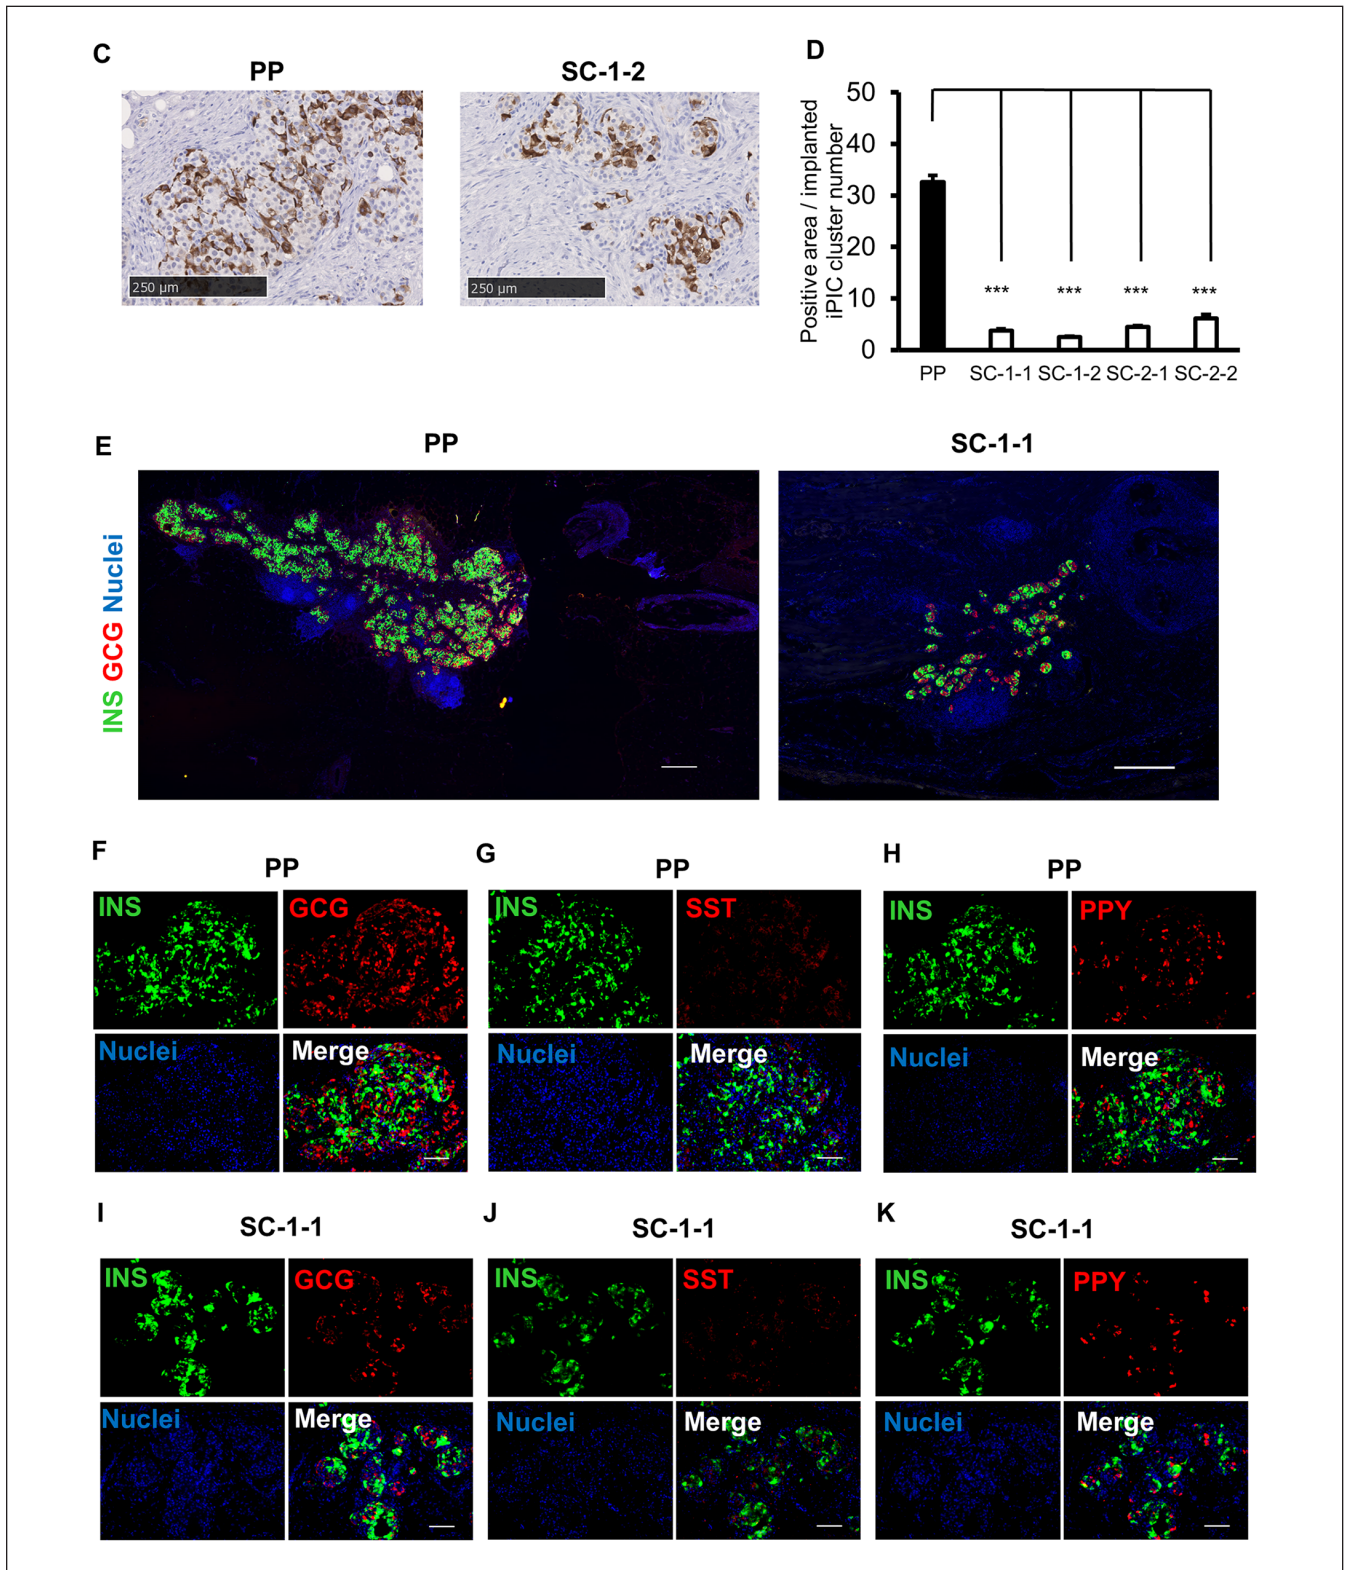 C
PP
SC-1-2
250 µm
250 µm
D
Positive area / implanted
iPIC cluster number
50
40
30
20
10
0
***
***
***
***
PP
SC-1-1
SC-1-2
SC-2-1
SC-2-2
E
PP
SC-1-1
INS GCG Nuclei
F
PP
INS
GCG
Nuclei
Merge
G
PP
INS
SST
Nuclei
Merge
H
PP
INS
PPY
Nuclei
Merge
I
SC-1-1
INS
GCG
Nuclei
Merge
J
SC-1-1
INS
SST
Nuclei
Merge
K
SC-1-1
INS
PPY
Nuclei
Merge